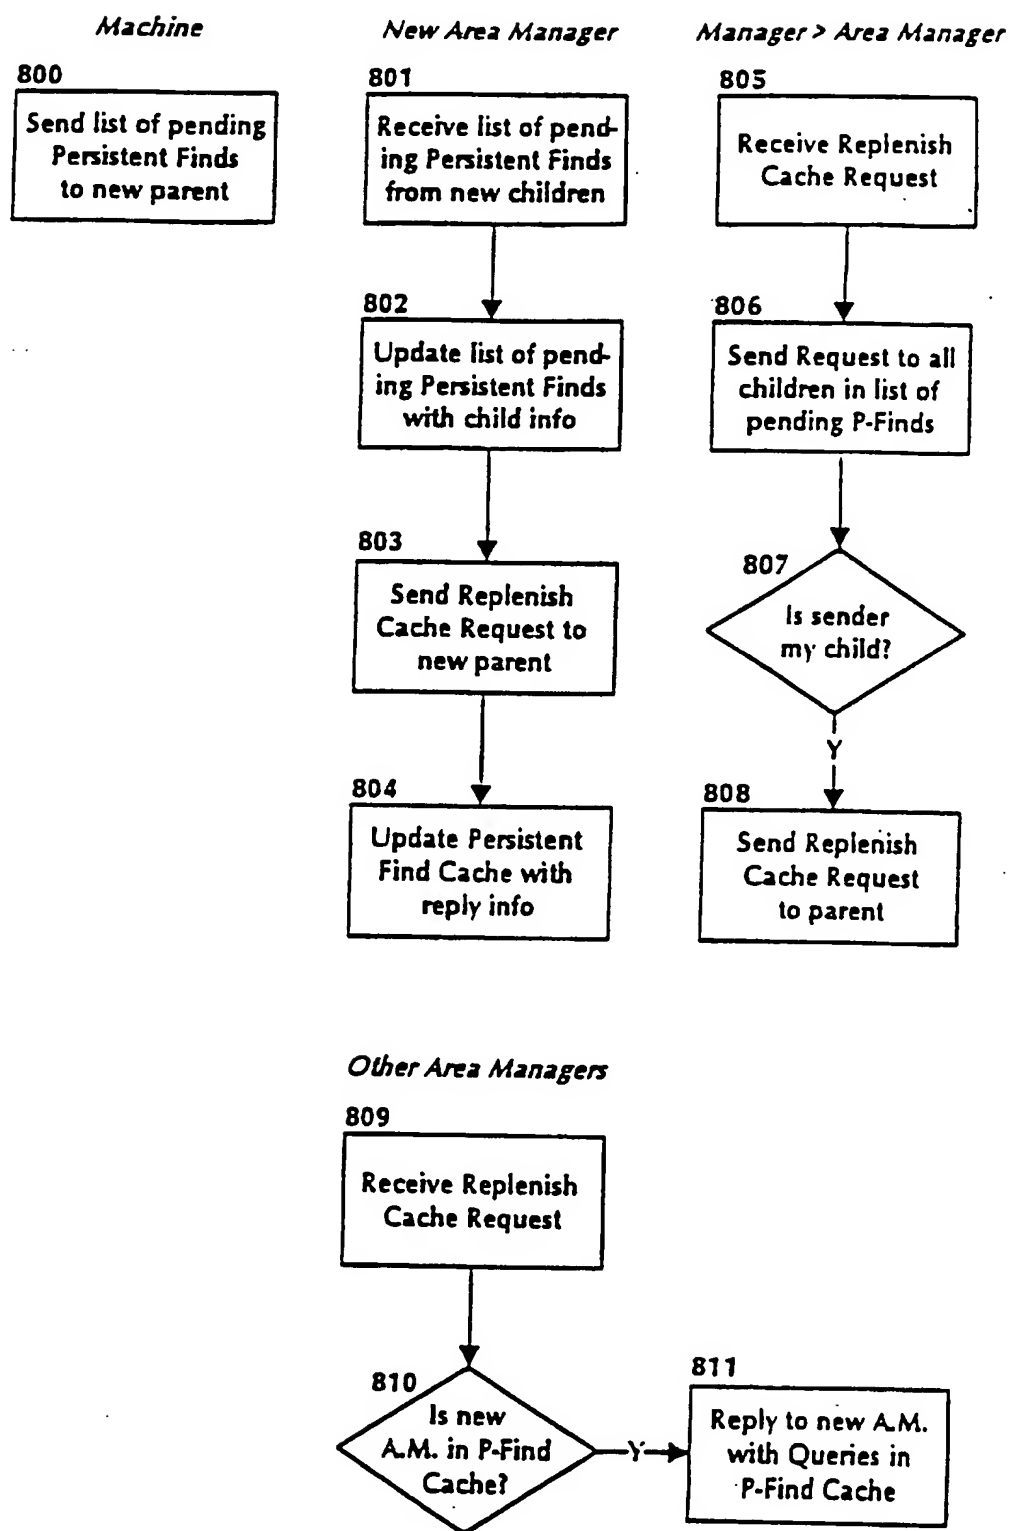 Machine
800
Send list of pending
Persistent Finds
to new parent
New Area Manager
801
Receive list of pend-
ing Persistent Finds
from new children
802
Update list of pend-
ing Persistent Finds
with child info
803
Send Replenish
Cache Request to
new parent
804
Update Persistent
Find Cache with
reply info
Manager > Area Manager
805
Receive Replenish
Cache Request
806
Send Request to all
children in list of
pending P-Finds
807
Is sender
my child?
Y
808
Send Replenish
Cache Request
to parent
Other Area Managers
809
Receive Replenish
Cache Request
810
Is new
A.M. in P-Find
Cache?
Y
811
Reply to new A.M.
with Queries in
P-Find Cache